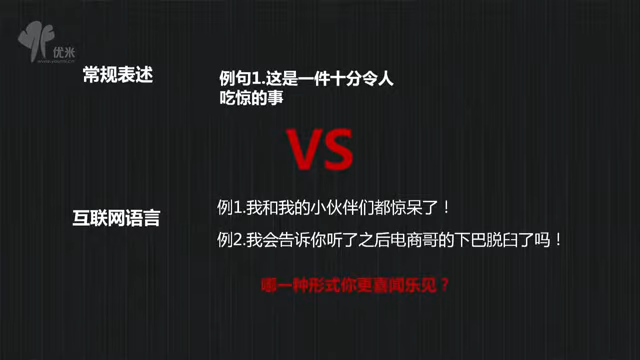 优米
常规表述
例句1.这是一件十分令人
吃惊的事
VS
互联网语言
例1.我和我的小伙伴们都惊呆了！
例2.我会告诉你听了之后电商哥的下巴脱臼了吗！
哪一种形式你更喜闻乐见？